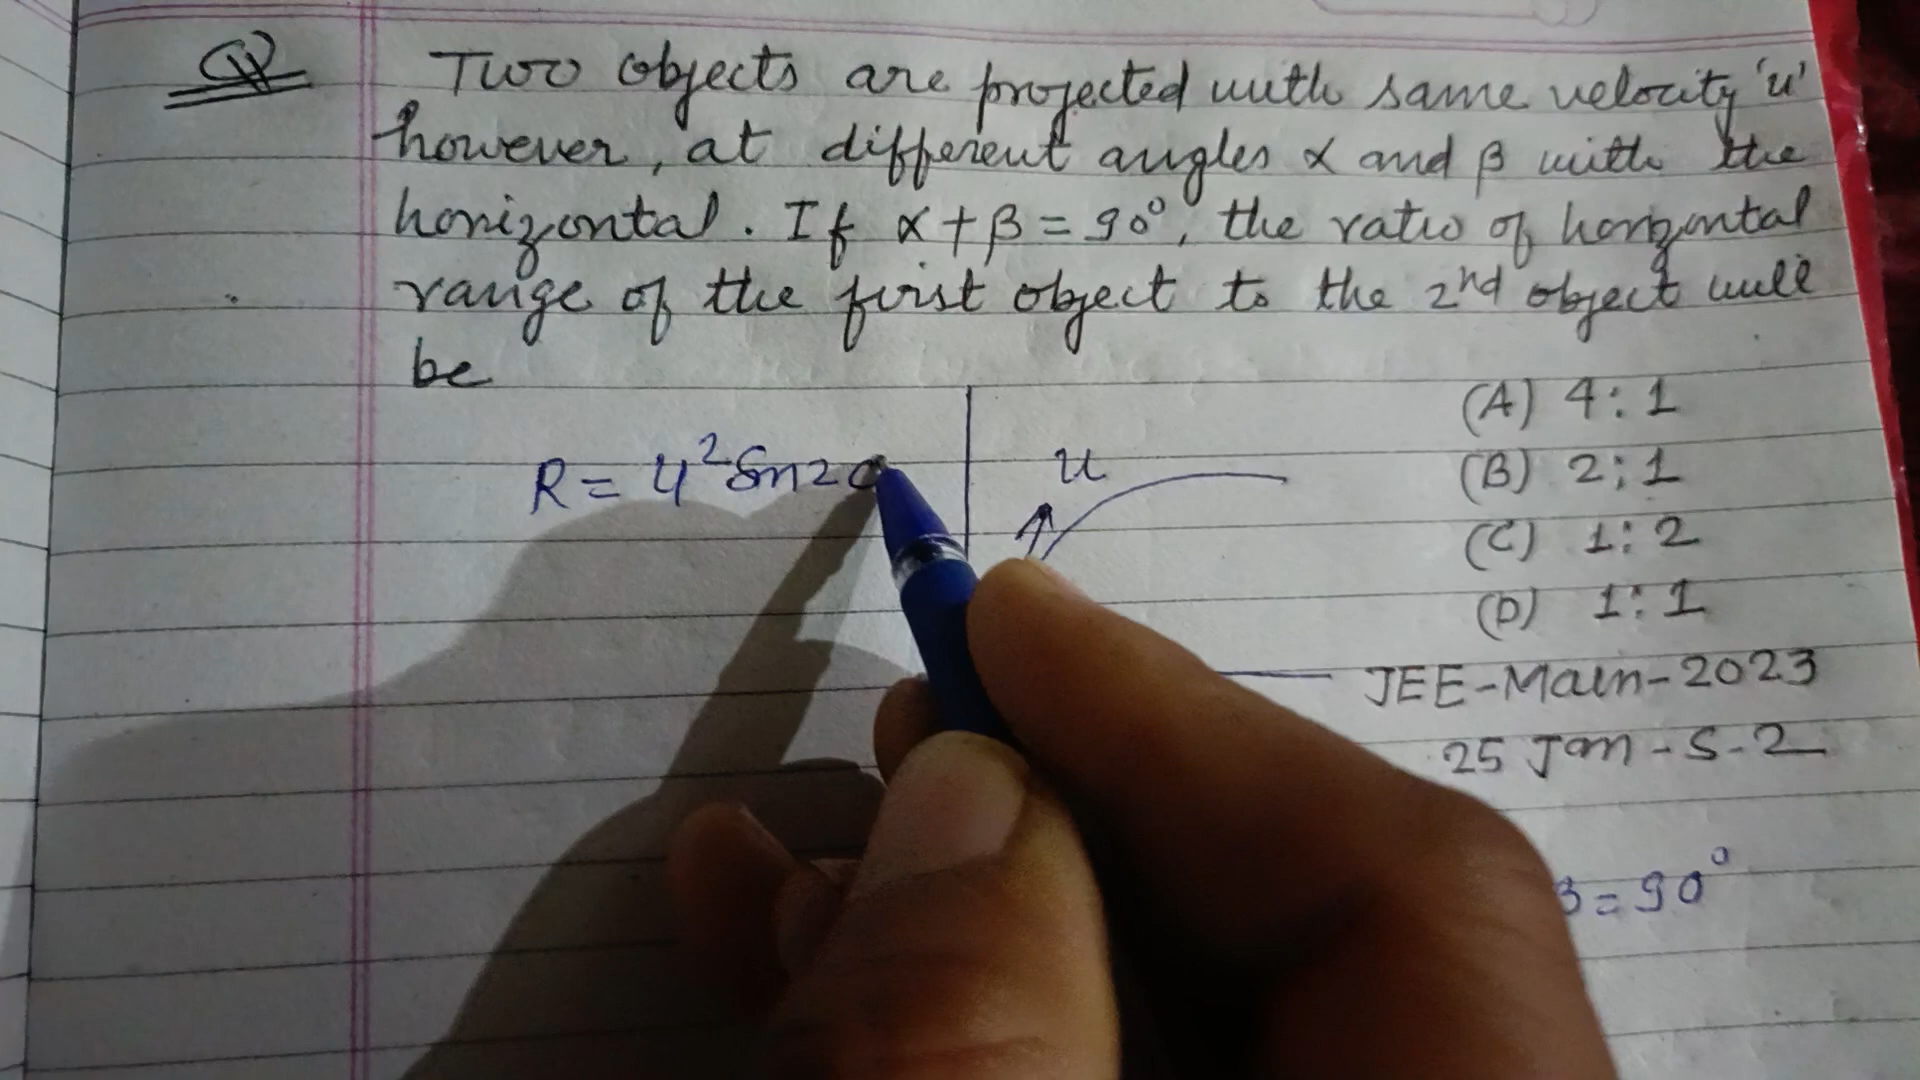 Q
Two objects are projected with same velocity 'u'
however, at different angles α and β with the
horizontal. If α+β=90°, the ratio of horizontal
range of the first object to the 2nd object will
be
(A) 4:1
(B) 2:1
(C) 1:2
(D) 1:1
JEE-Main-2023
25 Jan-S-2
R = u² Sin2
u
β=90°